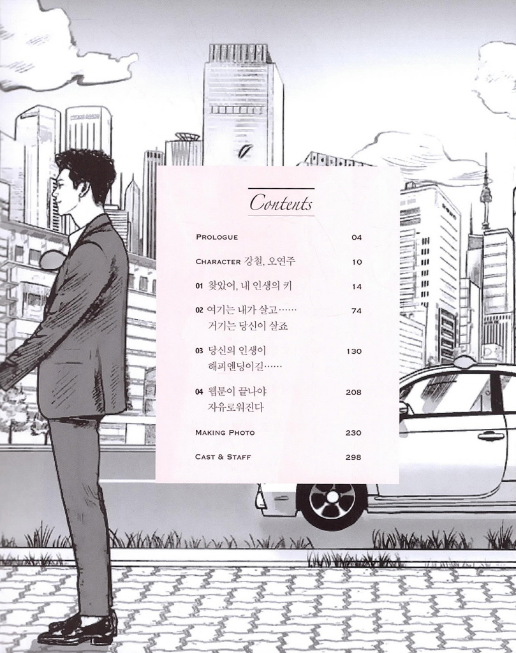 Contents
PROLOGUE 04
CHARACTER 강철, 오연주 10
01 찾았어, 내 인생의 키 14
02 여기는 내가 살고…… 74
거기는 당신이 살죠
03 당신의 인생이 130
해피엔딩이길……
04 웹툰이 끝나야 208
자유로워진다
MAKING PHOTO 230
CAST & STAFF 298